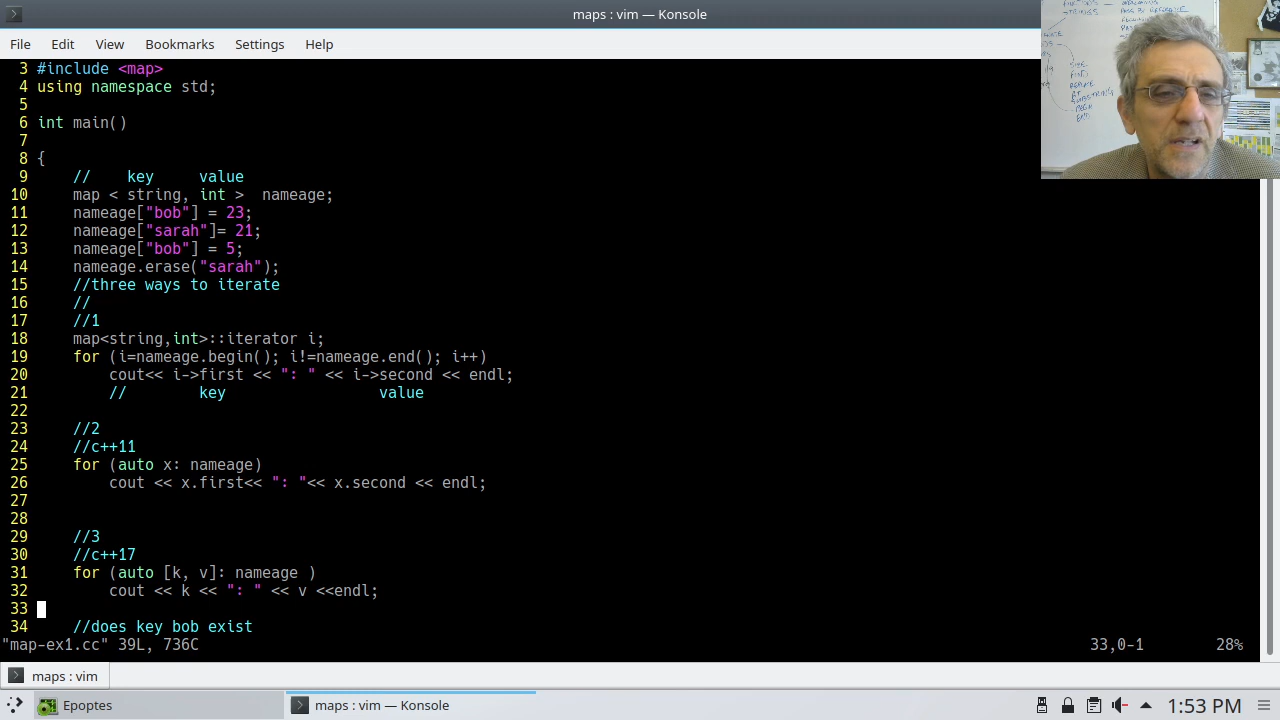 maps : vim — Konsole
File Edit View Bookmarks Settings Help
3 #include <map>
4 using namespace std;
5
6 int main()
7
8 {
9     //    key     value
10     map < string, int >  nameage;
11     nameage["bob"] = 23;
12     nameage["sarah"]= 21;
13     nameage["bob"] = 5;
14     nameage.erase("sarah");
15     //three ways to iterate
16     //
17     //1
18     map<string,int>::iterator i;
19     for (i=nameage.begin(); i!=nameage.end(); i++)
20         cout<< i->first << ": " << i->second << endl;
21         //        key                 value
22
23     //2
24     //c++11
25     for (auto x: nameage)
26         cout << x.first<< ": "<< x.second << endl;
27
28
29     //3
30     //c++17
31     for (auto [k, v]: nameage )
32         cout << k << ": " << v <<endl;
33
34     //does key bob exist
"map-ex1.cc" 39L, 736C 33,0-1 28%
maps : vim
Epoptes maps : vim — Konsole 1:53 PM